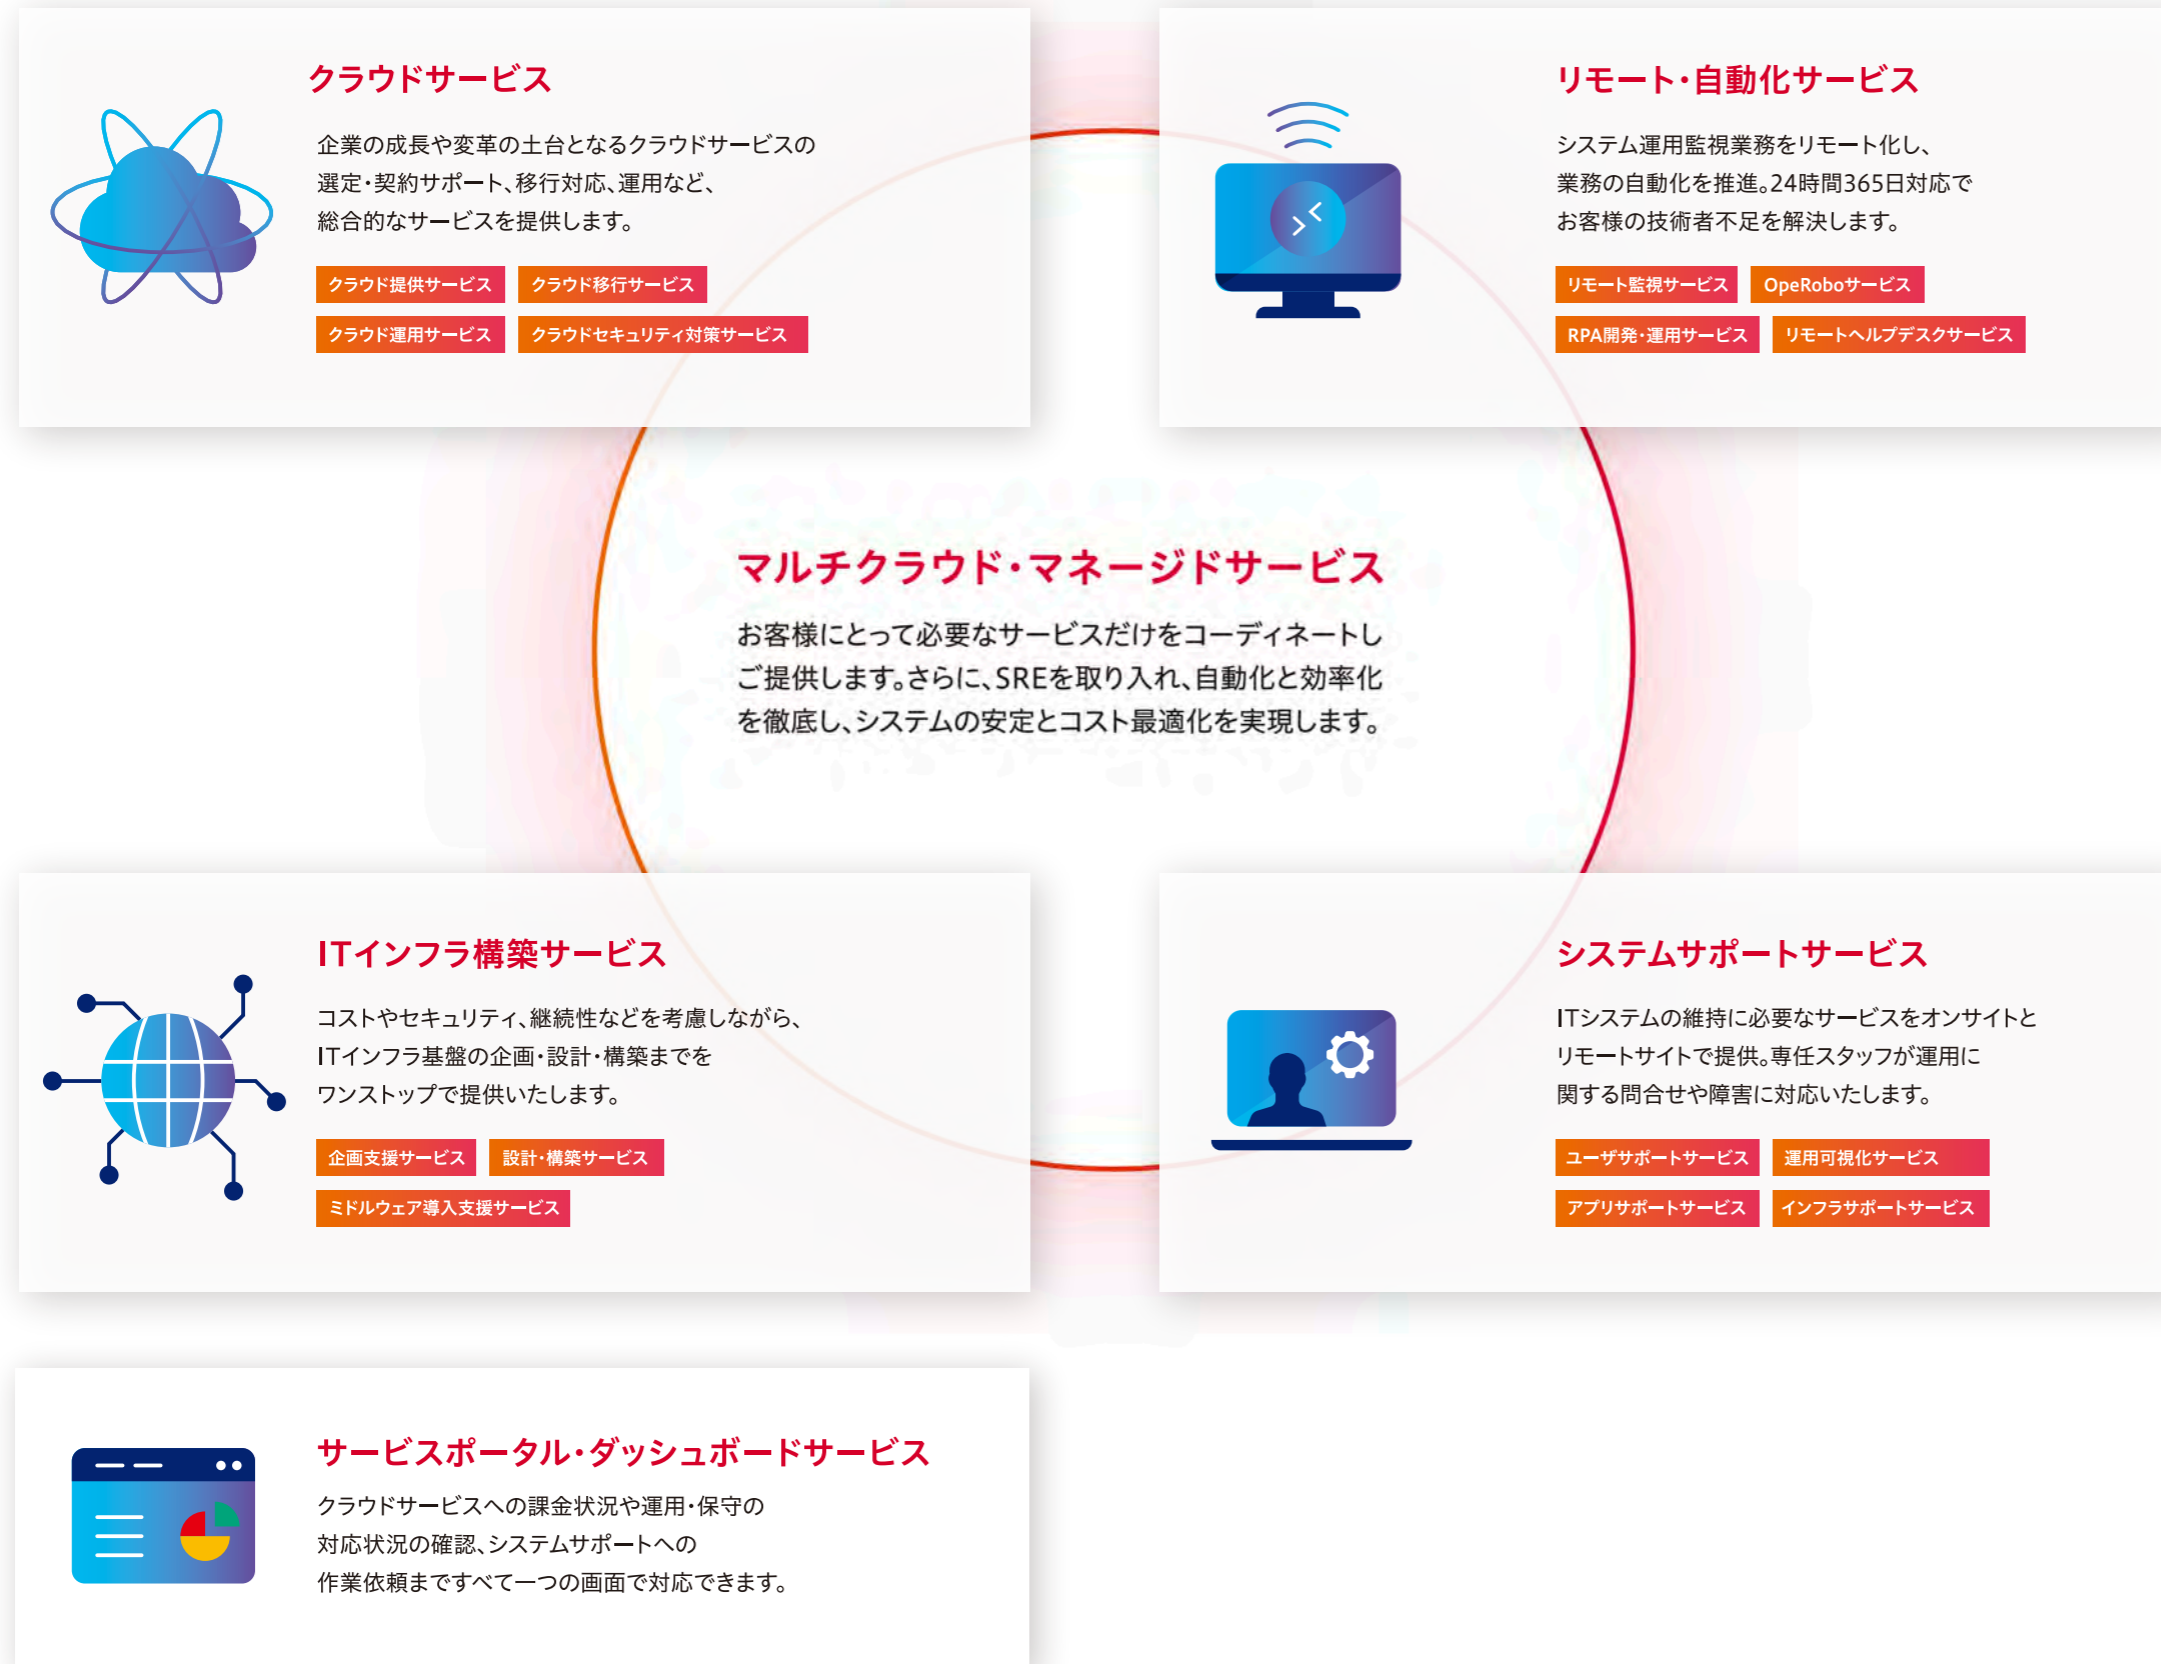 クラウドサービス
企業の成長や変革の土台となるクラウドサービスの
選定・契約サポート、移行対応、運用など、
総合的なサービスを提供します。
クラウド提供サービス
クラウド移行サービス
クラウド運用サービス
クラウドセキュリティ対策サービス
リモート・自動化サービス
システム運用監視業務をリモート化し、
業務の自動化を推進。24時間365日対応で
お客様の技術者不足を解決します。
リモート監視サービス
OpeRoboサービス
RPA開発・運用サービス
リモートヘルプデスクサービス
マルチクラウド・マネージドサービス
お客様にとって必要なサービスだけをコーディネートし
ご提供します。さらに、SREを取り入れ、自動化と効率化
を徹底し、システムの安定とコスト最適化を実現します。
ITインフラ構築サービス
コストやセキュリティ、継続性などを考慮しながら、
ITインフラ基盤の企画・設計・構築までを
ワンストップで提供いたします。
企画支援サービス
設計・構築サービス
ミドルウェア導入支援サービス
システムサポートサービス
ITシステムの維持に必要なサービスをオンサイトと
リモートサイトで提供。専任スタッフが運用に
関する問合せや障害に対応いたします。
ユーザサポートサービス
運用可視化サービス
アプリサポートサービス
インフラサポートサービス
サービスポータル・ダッシュボードサービス
クラウドサービスへの課金状況や運用・保守の
対応状況の確認、システムサポートへの
作業依頼まですべて一つの画面で対応できます。